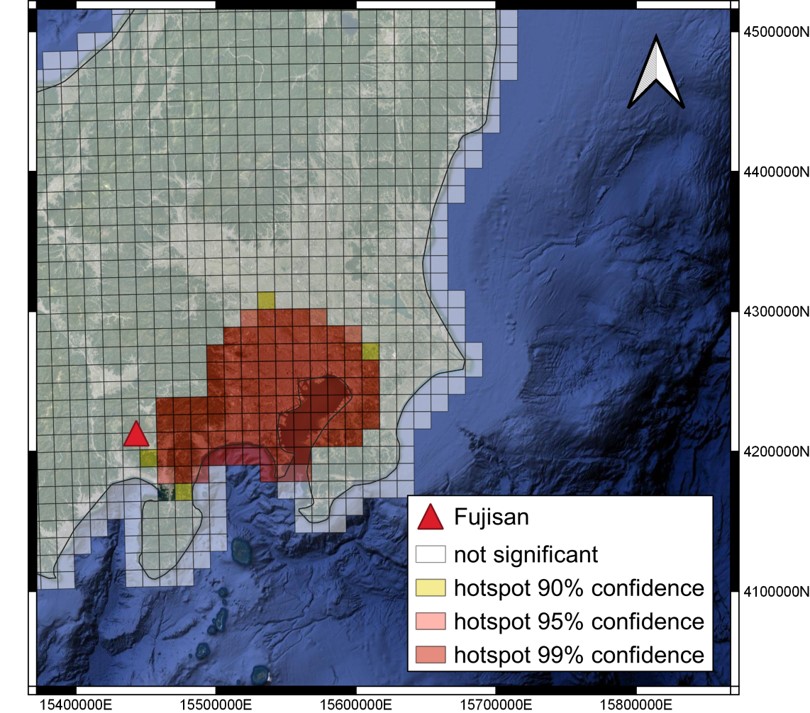 4500000N
4400000N
4300000N
4200000N
Fujisan
not significant
hotspot 90% confidence
hotspot 95% confidence
hotspot 99% confidence
4100000N
15400000E 15500000E 15600000E 15700000E 15800000E